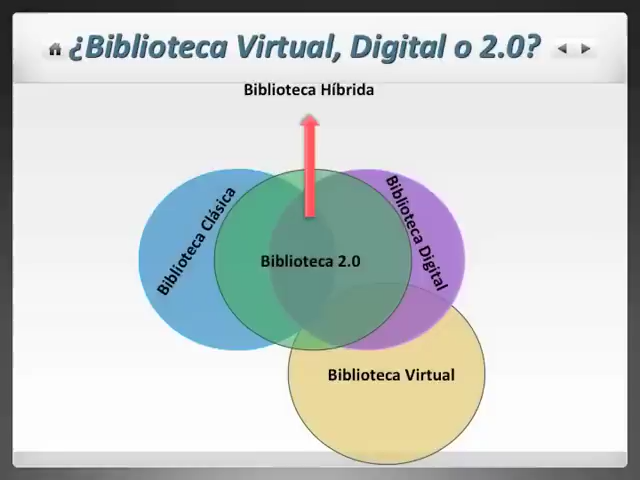 ¿Biblioteca Virtual, Digital o 2.0?
Biblioteca Híbrida
Biblioteca Clásica
Biblioteca 2.0
Biblioteca Digital
Biblioteca Virtual